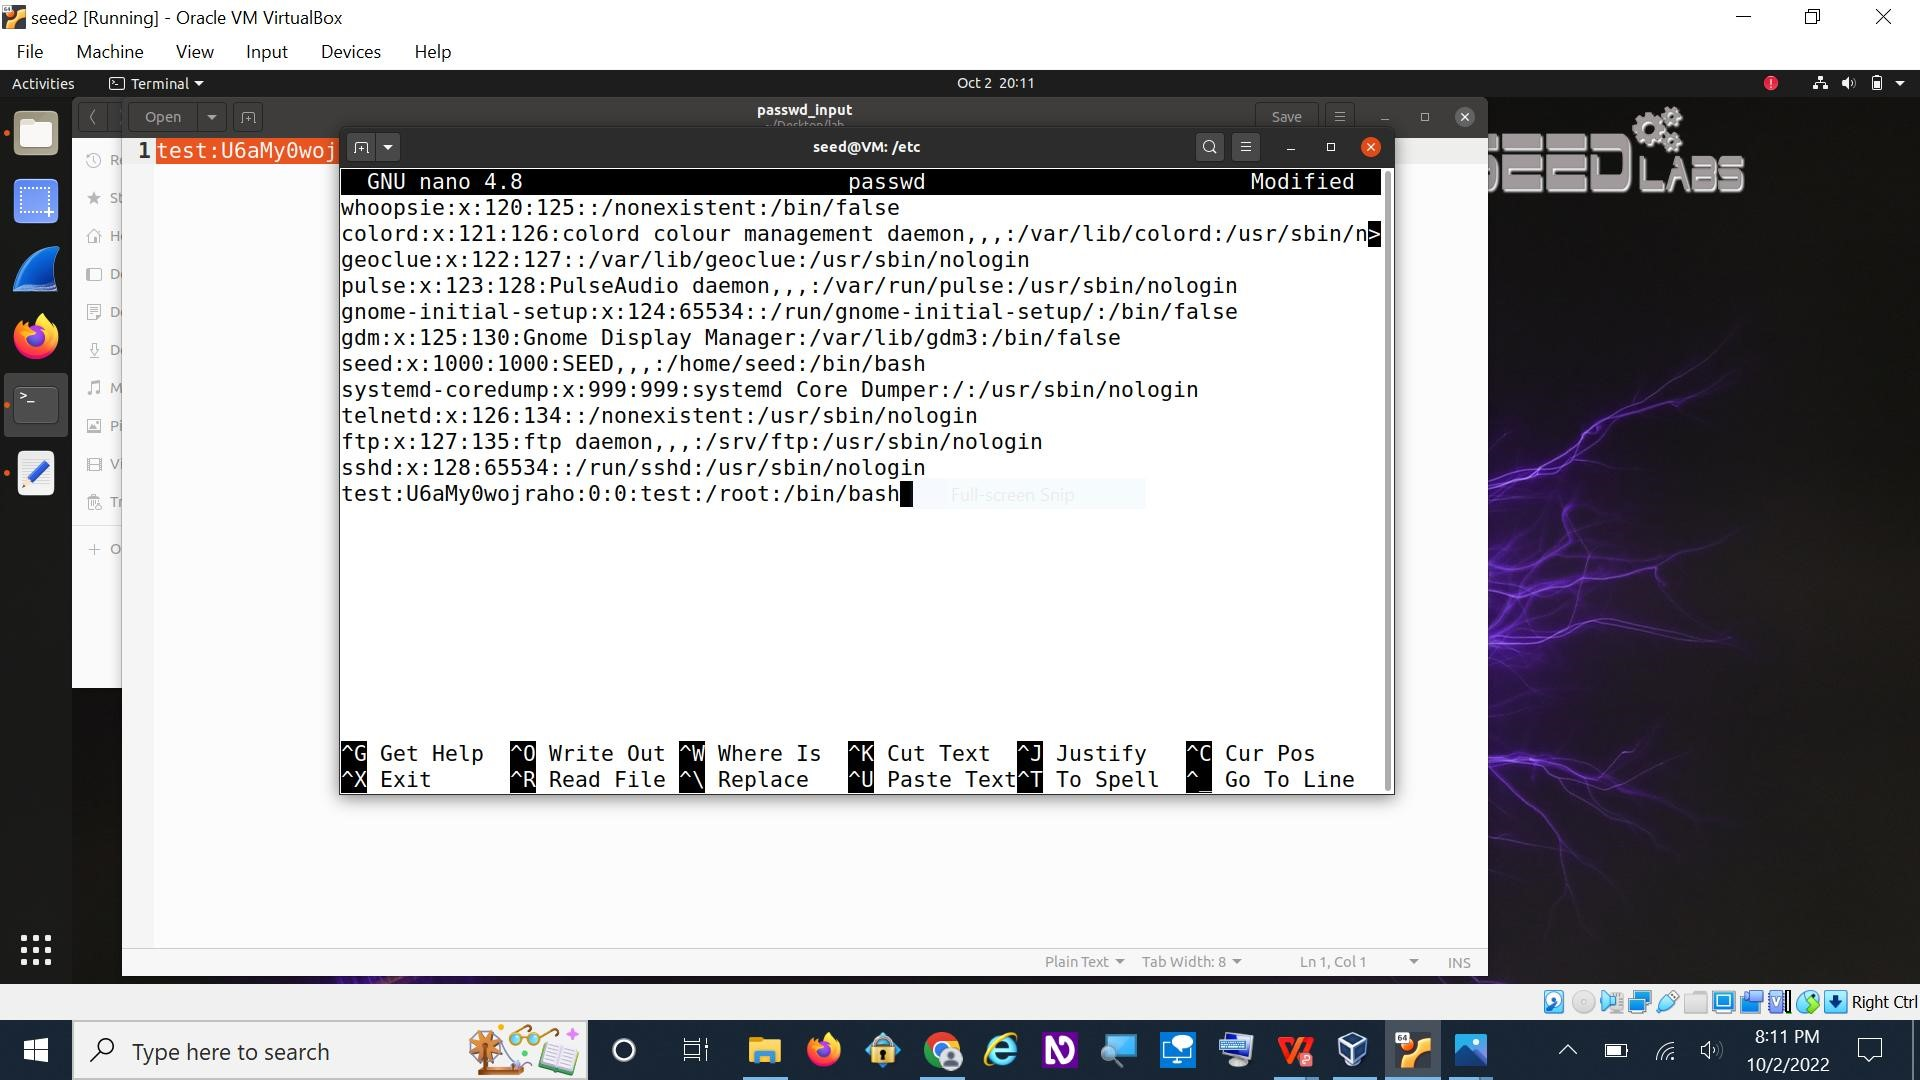 seed2 [Running] - Oracle VM VirtualBox
File Machine View Input Devices Help
Activities Terminal Oct 2 20:11
Open passwd_input Save
~/Desktop/lab
1 test:U6aMy0woj
seed@VM: /etc
SEED LABS
GNU nano 4.8 passwd Modified
whoopsie:x:120:125::/nonexistent:/bin/false
colord:x:121:126:colord colour management daemon,,,:/var/lib/colord:/usr/sbin/n>
geoclue:x:122:127::/var/lib/geoclue:/usr/sbin/nologin
pulse:x:123:128:PulseAudio daemon,,,:/var/run/pulse:/usr/sbin/nologin
gnome-initial-setup:x:124:65534::/run/gnome-initial-setup/:/bin/false
gdm:x:125:130:Gnome Display Manager:/var/lib/gdm3:/bin/false
seed:x:1000:1000:SEED,,,:/home/seed:/bin/bash
systemd-coredump:x:999:999:systemd Core Dumper:/:/usr/sbin/nologin
telnetd:x:126:134::/nonexistent:/usr/sbin/nologin
ftp:x:127:135:ftp daemon,,,:/srv/ftp:/usr/sbin/nologin
sshd:x:128:65534::/run/sshd:/usr/sbin/nologin
test:U6aMy0wojraho:0:0:test:/root:/bin/bash
Full-screen Snip
Re
St
H
D
D
D
M
Pi
Vi
Tr
+ O
^G Get Help ^O Write Out ^W Where Is ^K Cut Text ^J Justify ^C Cur Pos
^X Exit ^R Read File ^\ Replace ^U Paste Text ^T To Spell ^_ Go To Line
Plain Text Tab Width: 8 Ln 1, Col 1 INS
Right Ctrl
Type here to search
8:11 PM
10/2/2022